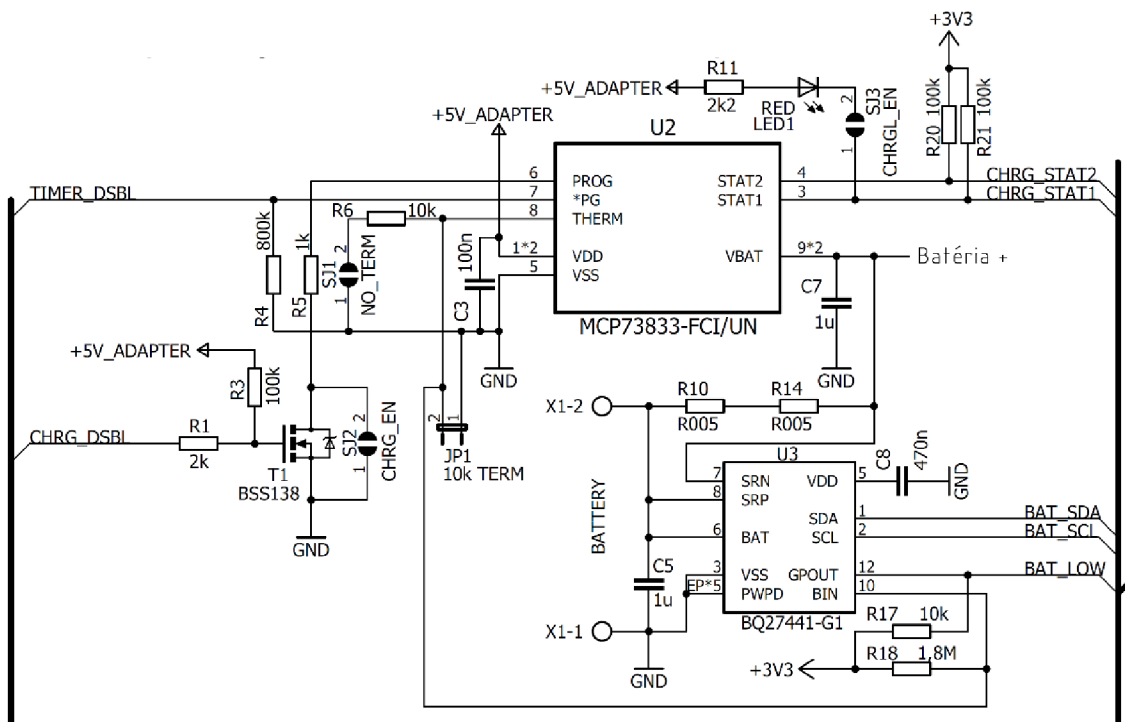 +3V3
+5V_ADAPTER
R11
2k2
RED
LED1
2
SJ3
1
CHRGL_EN
R20
100k
R21
100k
+5V_ADAPTER
U2
TIMER_DSBL
6
7
8
1*2
5
PROG
*PG
THERM
VDD
VSS
STAT2
STAT1
VBAT
4
3
9*2
CHRG_STAT2
CHRG_STAT1
Batéria +
MCP73833-FCI/UN
R6
10k
800k
R4
1k
R5
2
SJ1
1
NO_TERM
100n
C3
C7
1u
GND
GND
+5V_ADAPTER
R3
100k
CHRG_DSBL
R1
2k
T1
BSS138
2
SJ2
1
CHRG_EN
GND
2
1
JP1
10k TERM
X1-2
R10
R005
R14
R005
U3
7
8
6
3
EP*5
SRN
SRP
BAT
VSS
PWPD
VDD
SDA
SCL
GPOUT
BIN
5
1
2
12
10
C8
470n
GND
BAT_SDA
BAT_SCL
BAT_LOW
BATTERY
C5
1u
X1-1
GND
BQ27441-G1
R17
10k
+3V3
R18
1,8M